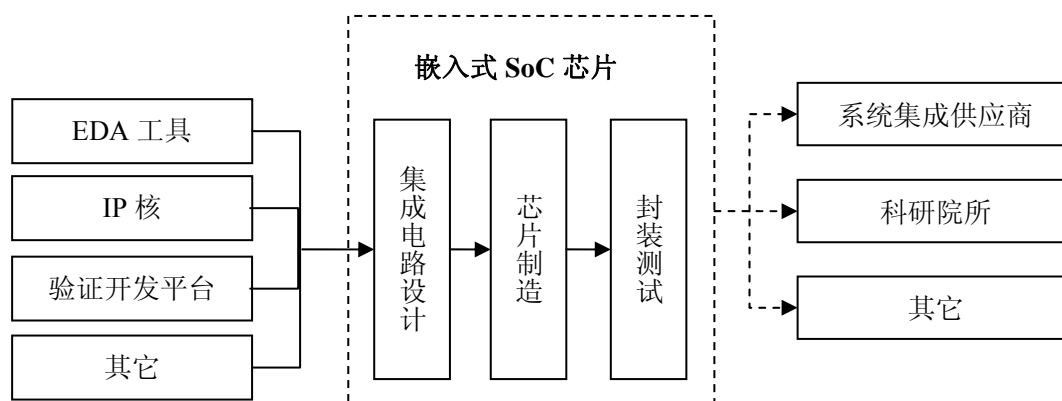 嵌入式 SoC 芯片
EDA 工具
IP 核
验证开发平台
其它
集成电路设计
芯片制造
封装测试
系统集成供应商
科研院所
其它